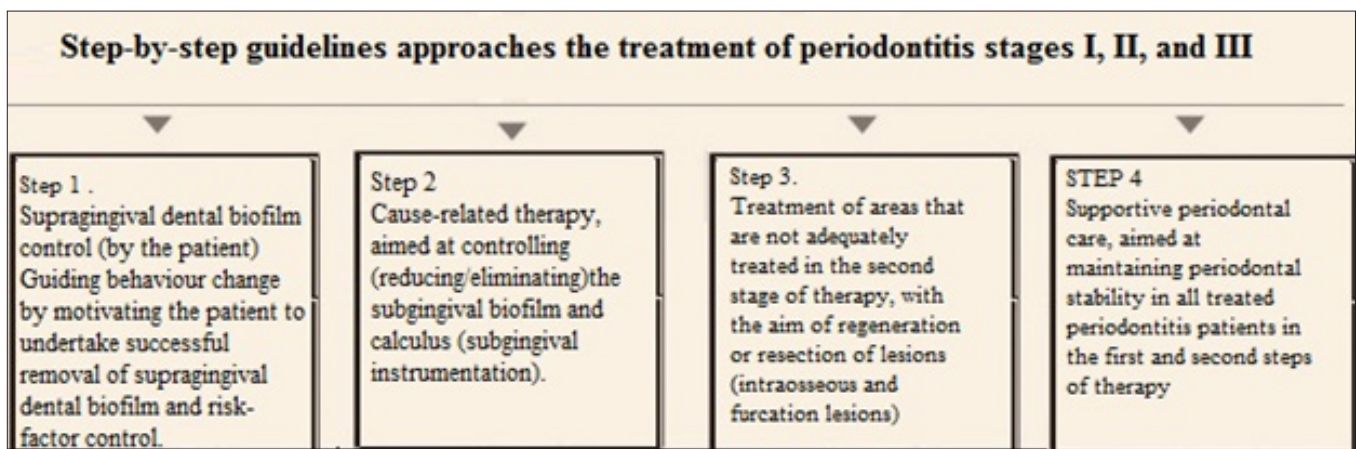 Step-by-step guidelines approaches the treatment of periodontitis stages I, II, and III
Step 1 .
Supragingival dental biofilm
control (by the patient)
Guiding behaviour change
by motivating the patient to
undertake successful
removal of supragingival
dental biofilm and risk-
factor control.
Step 2
Cause-related therapy,
aimed at controlling
(reducing/eliminating)the
subgingival biofilm and
calculus (subgingival
instrumentation).
Step 3.
Treatment of areas that
are not adequately
treated in the second
stage of therapy, with
the aim of regeneration
or resection of lesions
(intraosseous and
furcation lesions)
STEP 4
Supportive periodontal
care, aimed at
maintaining periodontal
stability in all treated
periodontitis patients in
the first and second steps
of therapy